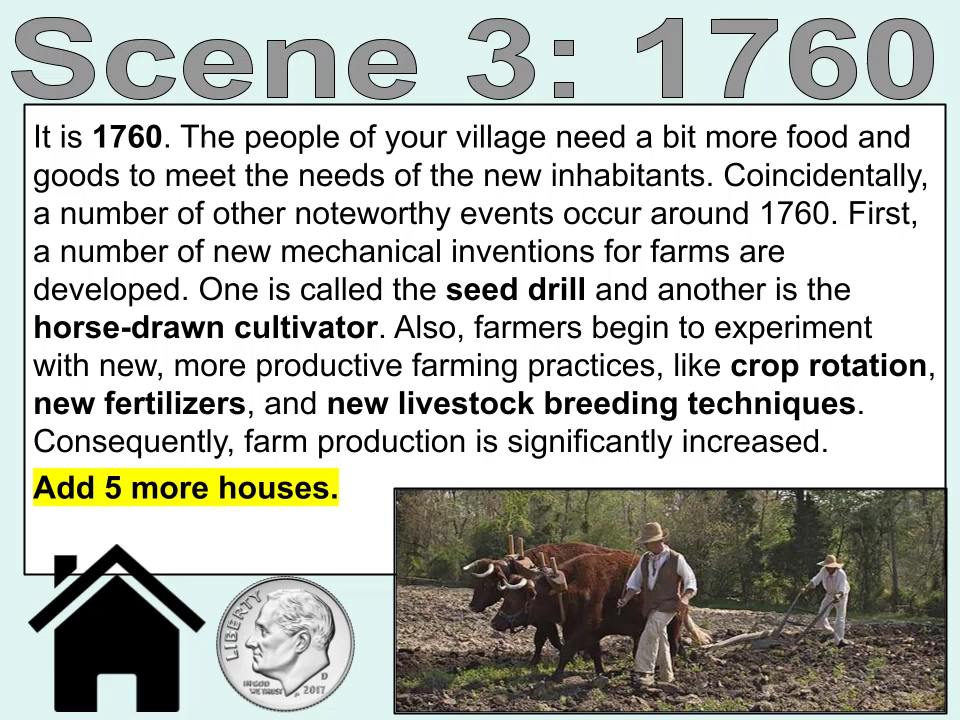 Scene 3: 1760
It is 1760. The people of your village need a bit more food and
goods to meet the needs of the new inhabitants. Coincidentally,
a number of other noteworthy events occur around 1760. First,
a number of new mechanical inventions for farms are
developed. One is called the seed drill and another is the
horse-drawn cultivator. Also, farmers begin to experiment
with new, more productive farming practices, like crop rotation,
new fertilizers, and new livestock breeding techniques.
Consequently, farm production is significantly increased.
Add 5 more houses.
LIBERTY
IN GOD
WE TRUST
D
2017